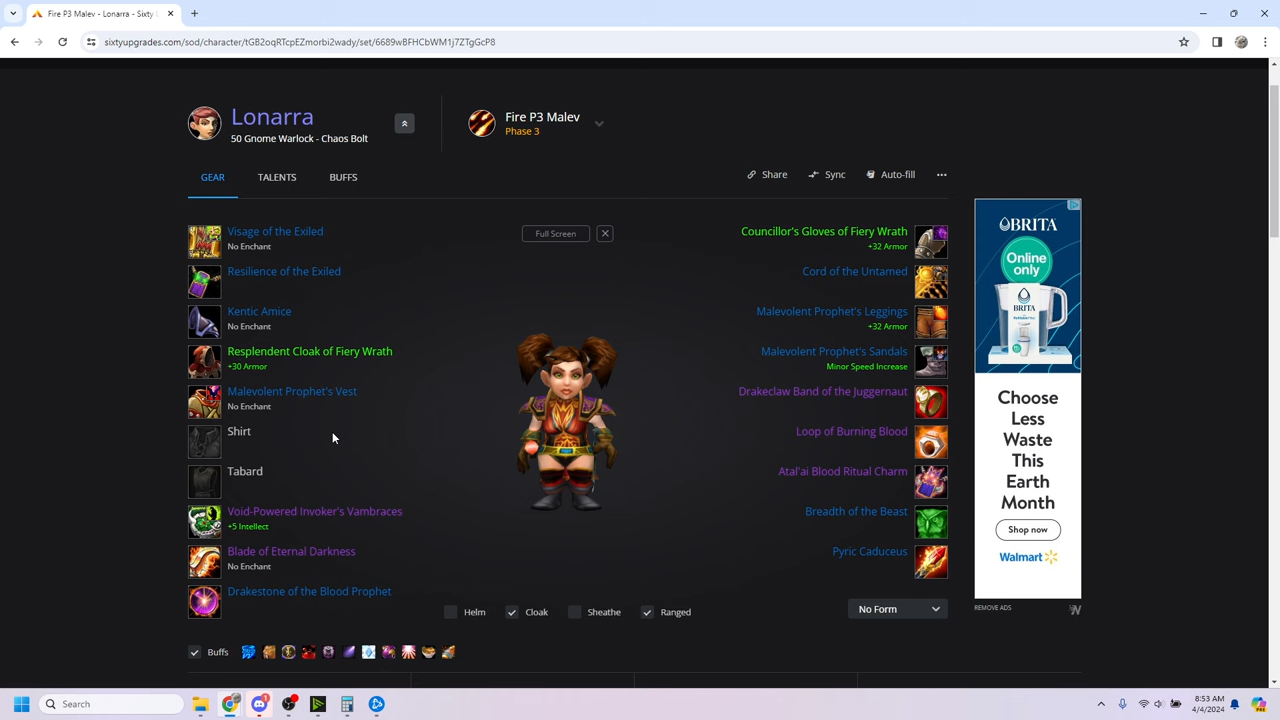 Fire P3 Malev - Lonarra - Sixty
sixtyupgrades.com/sod/character/tGB2oqRTcpEZmorbi2wady/set/6689wBFHCbWM1j7ZTgGcP8
Lonarra
50 Gnome Warlock - Chaos Bolt
Fire P3 Malev
Phase 3
GEAR
TALENTS
BUFFS
Share
Sync
Auto-fill
Visage of the Exiled
No Enchant
Resilience of the Exiled
Kentic Amice
No Enchant
Resplendent Cloak of Fiery Wrath
+30 Armor
Malevolent Prophet's Vest
No Enchant
Shirt
Tabard
Void-Powered Invoker's Vambraces
+5 Intellect
Blade of Eternal Darkness
No Enchant
Drakestone of the Blood Prophet
Full Screen
Councillor's Gloves of Fiery Wrath
+32 Armor
Cord of the Untamed
Malevolent Prophet's Leggings
+32 Armor
Malevolent Prophet's Sandals
Minor Speed Increase
Drakeclaw Band of the Juggernaut
Loop of Burning Blood
Atal'ai Blood Ritual Charm
Breadth of the Beast
Pyric Caduceus
Helm
Cloak
Sheathe
Ranged
No Form
Buffs
BRITA
Online
only
BRITA
Choose
Less
Waste
This
Earth
Month
Shop now
Walmart
REMOVE ADS
Search
8:53 AM
4/4/2024